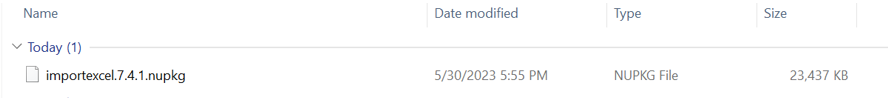 Name Date modified Type Size
Today (1)
importexcel.7.4.1.nupkg 5/30/2023 5:55 PM NUPKG File 23,437 KB